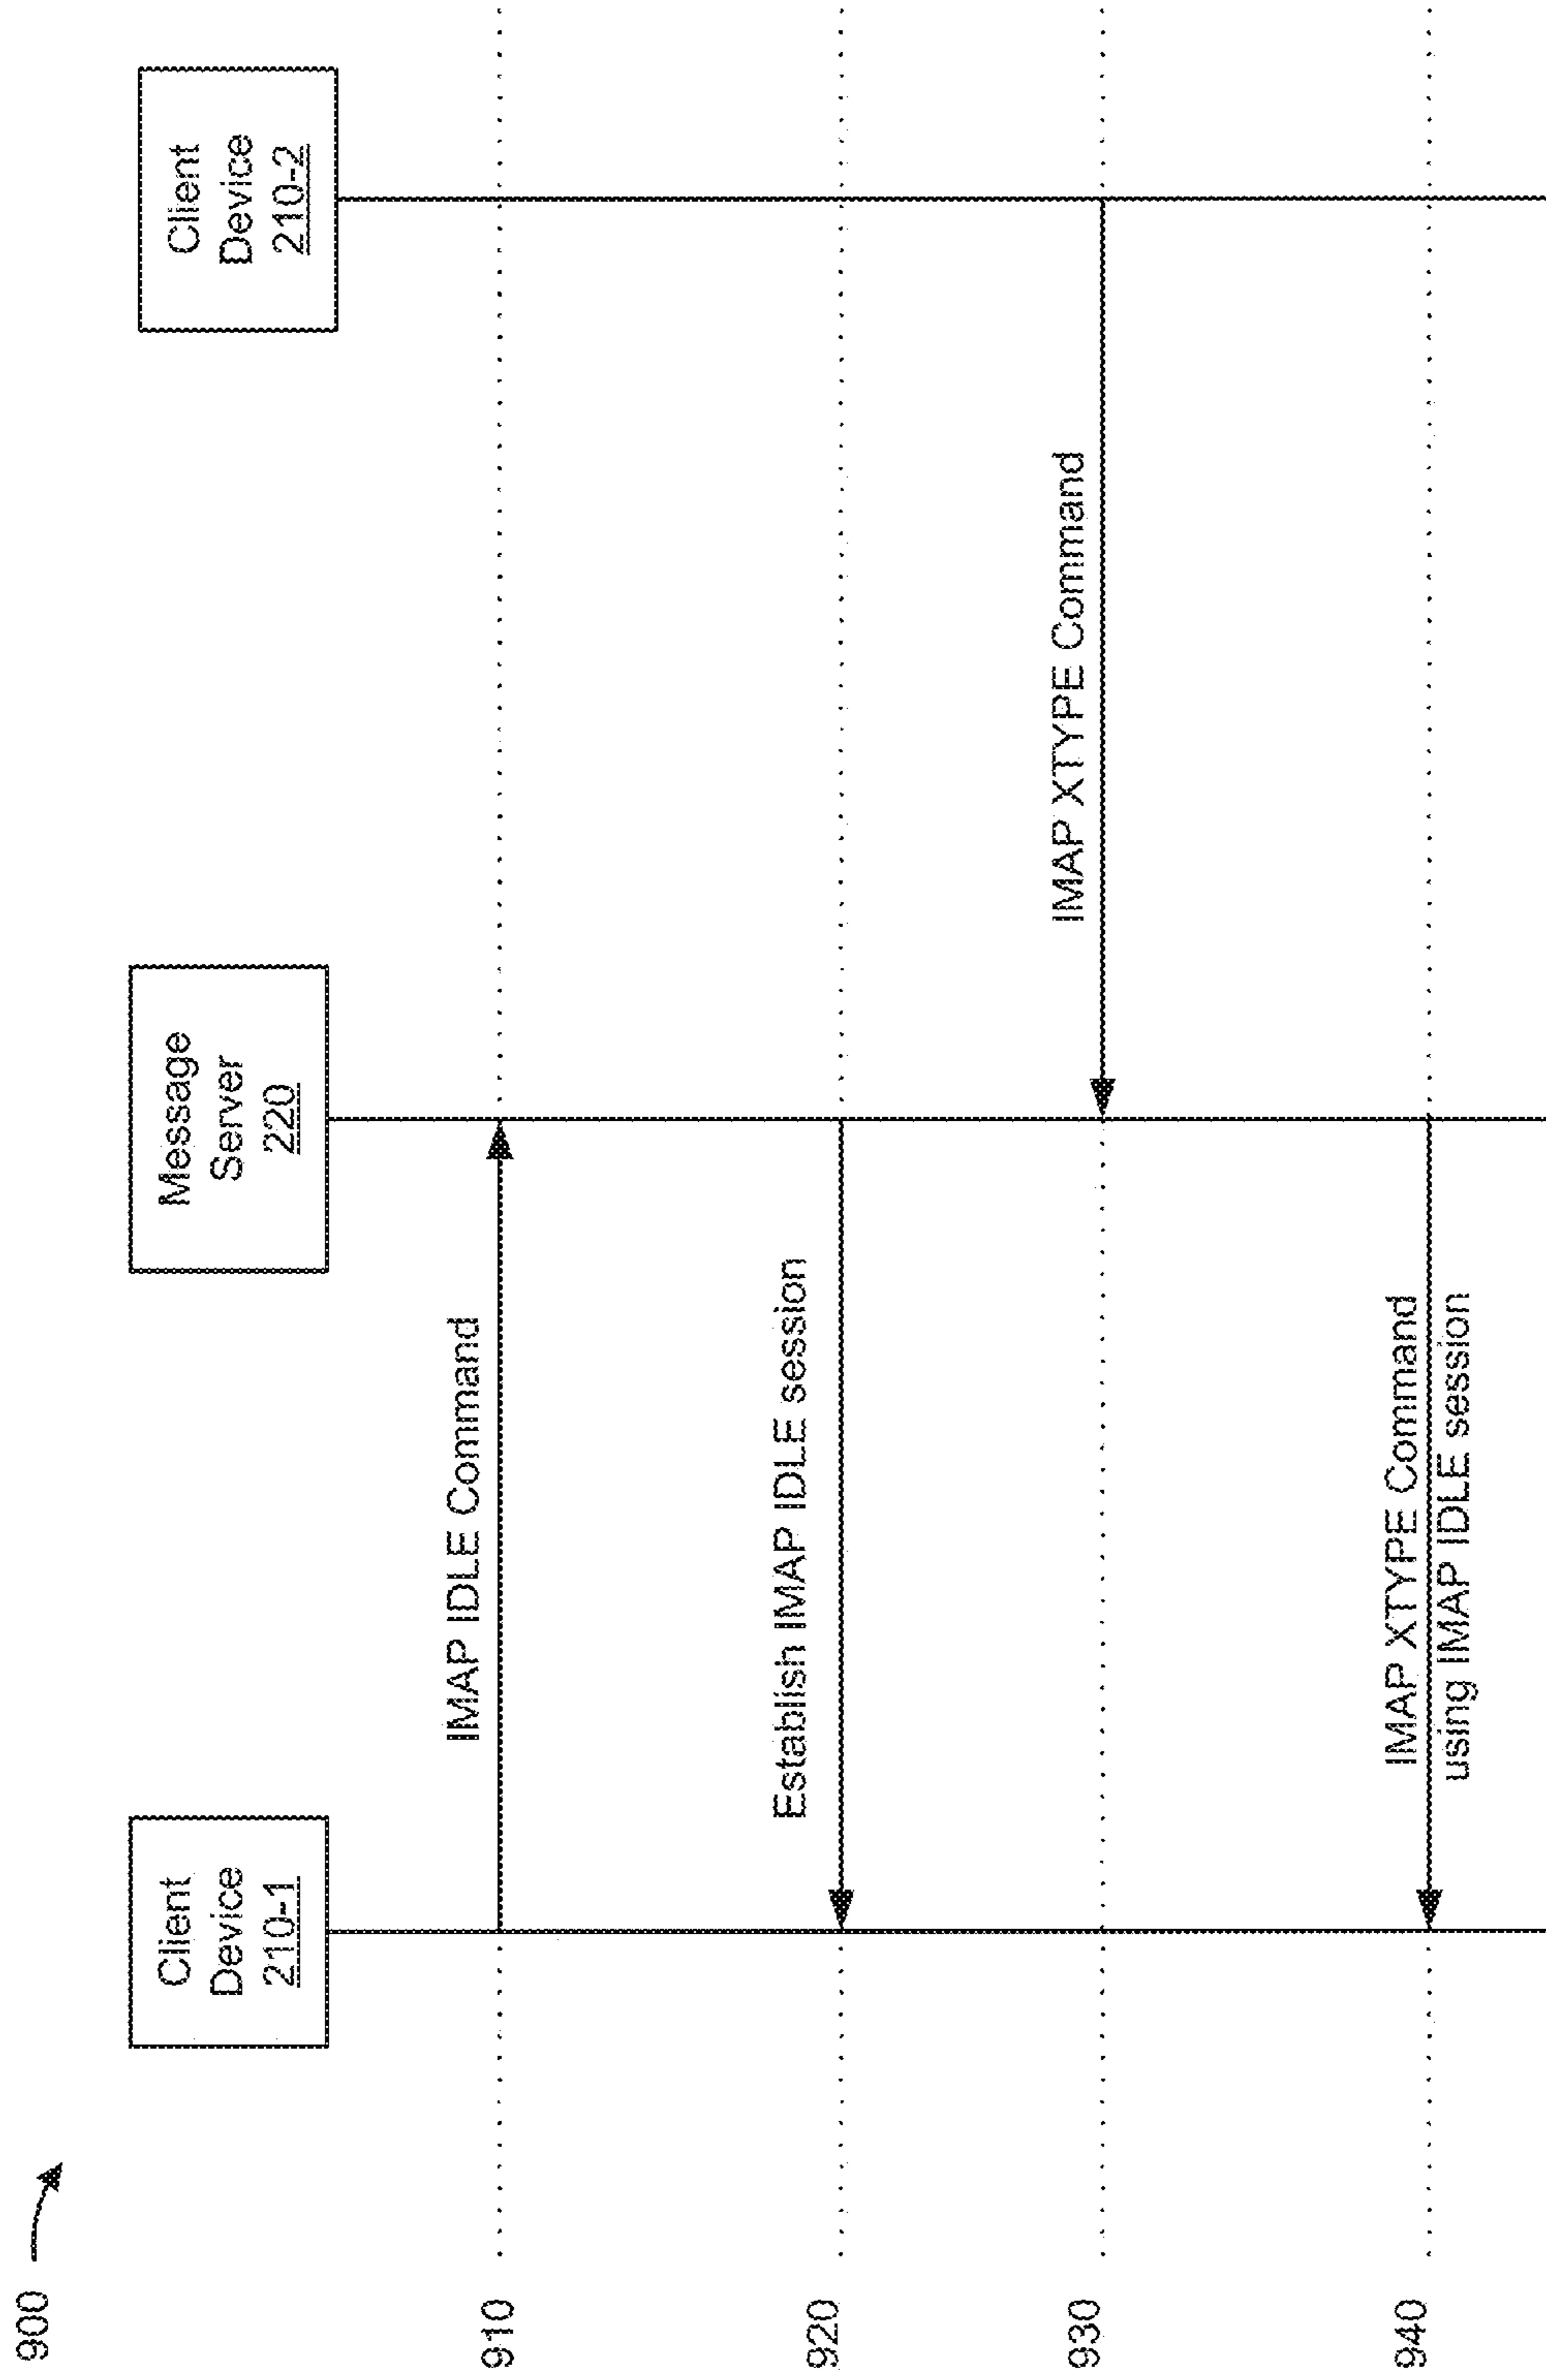 900
Client
Device
210-1
Message
Server
220
Client
Device
210-2
910
IMAP IDLE Command
920
Establish IMAP IDLE session
930
IMAP XTYPE Command
940
IMAP XTYPE Command
using IMAP IDLE session